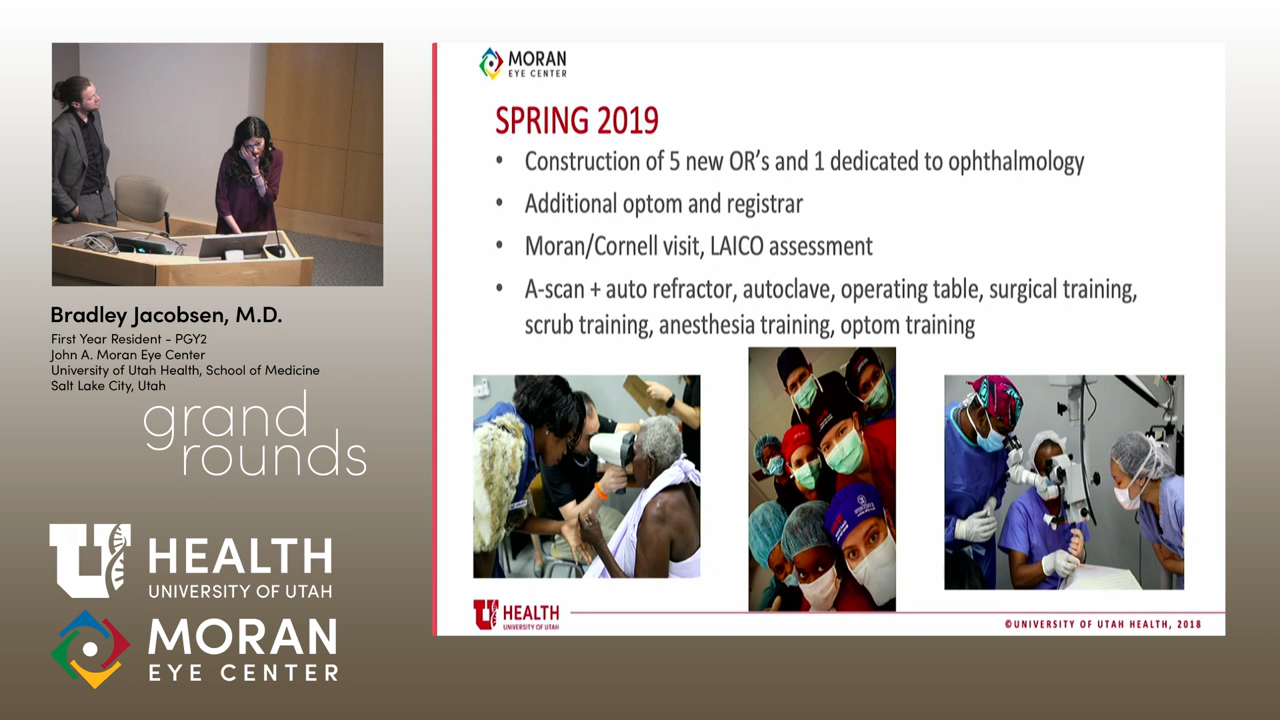 Bradley Jacobsen, M.D.
First Year Resident - PGY2
John A. Moran Eye Center
University of Utah Health, School of Medicine
Salt Lake City, Utah
grand
rounds
U HEALTH
UNIVERSITY OF UTAH
MORAN
EYE CENTER
MORAN
EYE CENTER
SPRING 2019
• Construction of 5 new OR’s and 1 dedicated to ophthalmology
• Additional optom and registrar
• Moran/Cornell visit, LAICO assessment
• A-scan + auto refractor, autoclave, operating table, surgical training,
scrub training, anesthesia training, optom training
U HEALTH
UNIVERSITY OF UTAH
©UNIVERSITY OF UTAH HEALTH, 2018